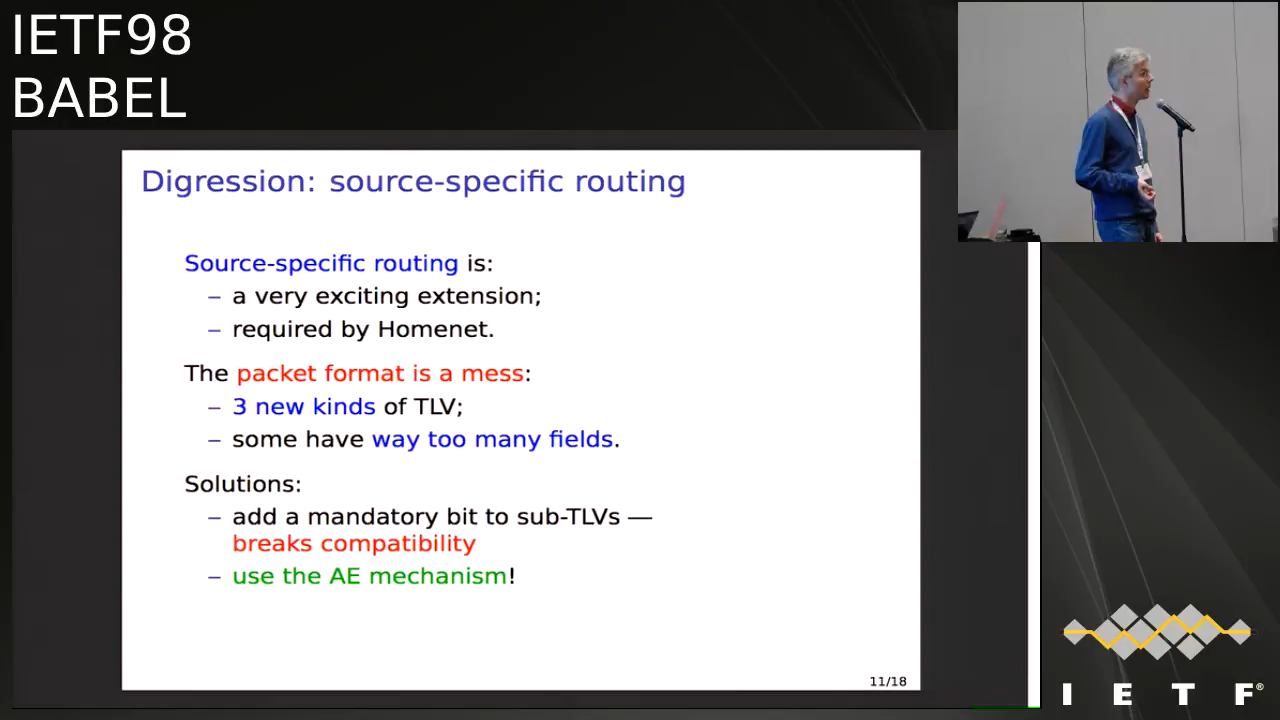 IETF98
BABEL
Digression: source-specific routing
Source-specific routing is:
– a very exciting extension;
– required by Homenet.
The packet format is a mess:
– 3 new kinds of TLV;
– some have way too many fields.
Solutions:
– add a mandatory bit to sub-TLVs —
breaks compatibility
– use the AE mechanism!
11/18
I E T F®